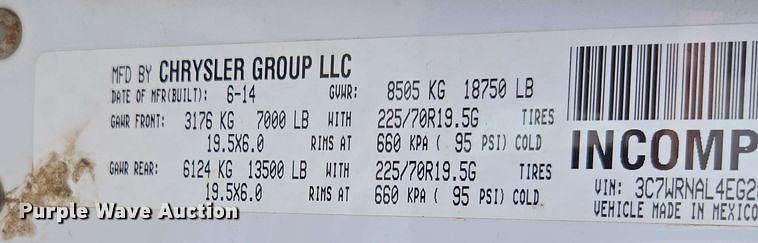 MFD BY CHRYSLER GROUP LLC
DATE OF MFR(BUILT): 6-14 GVWR: 8505 KG 18750 LB
GAWR FRONT: 3176 KG 7000 LB WITH 225/70R19.5G TIRES
19.5X6.0 RIMS AT 660 KPA ( 95 PSI) COLD
GAWR REAR: 6124 KG 13500 LB WITH 225/70R19.5G TIRES
19.5X6.0 RIMS AT 660 KPA ( 95 PSI) COLD
INCOMP
VIN: 3C7WRNAL4EG2
VEHICLE MADE IN MEXICO
Purple Wave Auction